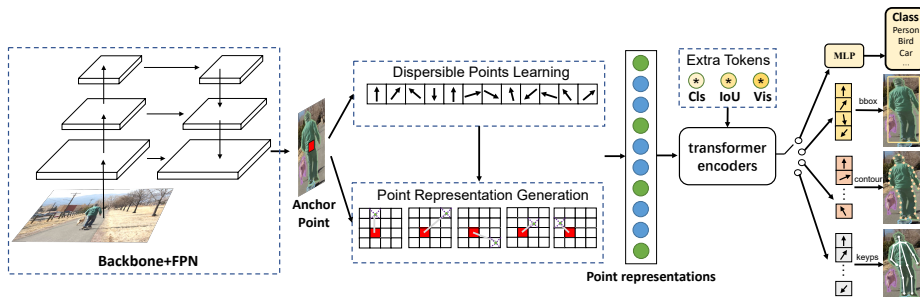 Backbone+FPN
Anchor
Point
Dispersible Points Learning
Point Representation Generation
Point representations
Extra Tokens
* * *
Cls IoU Vis
transformer
encoders
MLP
Class
Person
Bird
Car
...
bbox
contour
keyps